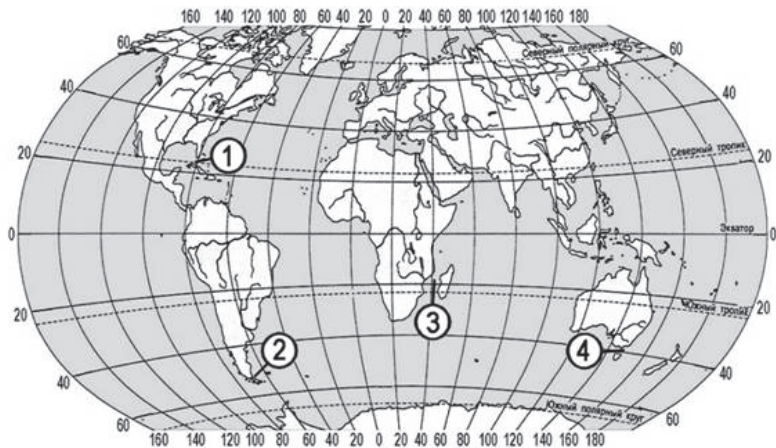 160 140 120 100 80 60 40 20 0 20 40 60 80 100 120 140 160 180
60 Северный полярный круг 60
40 40
Северный тропик
20 1 20
0 Экватор 0
Южный тропик
20 3 20
2 4
40 40
60 Южный полярный круг 60
160 140 120 100 80 60 40 20 0 20 40 60 80 100 120 140 160 180